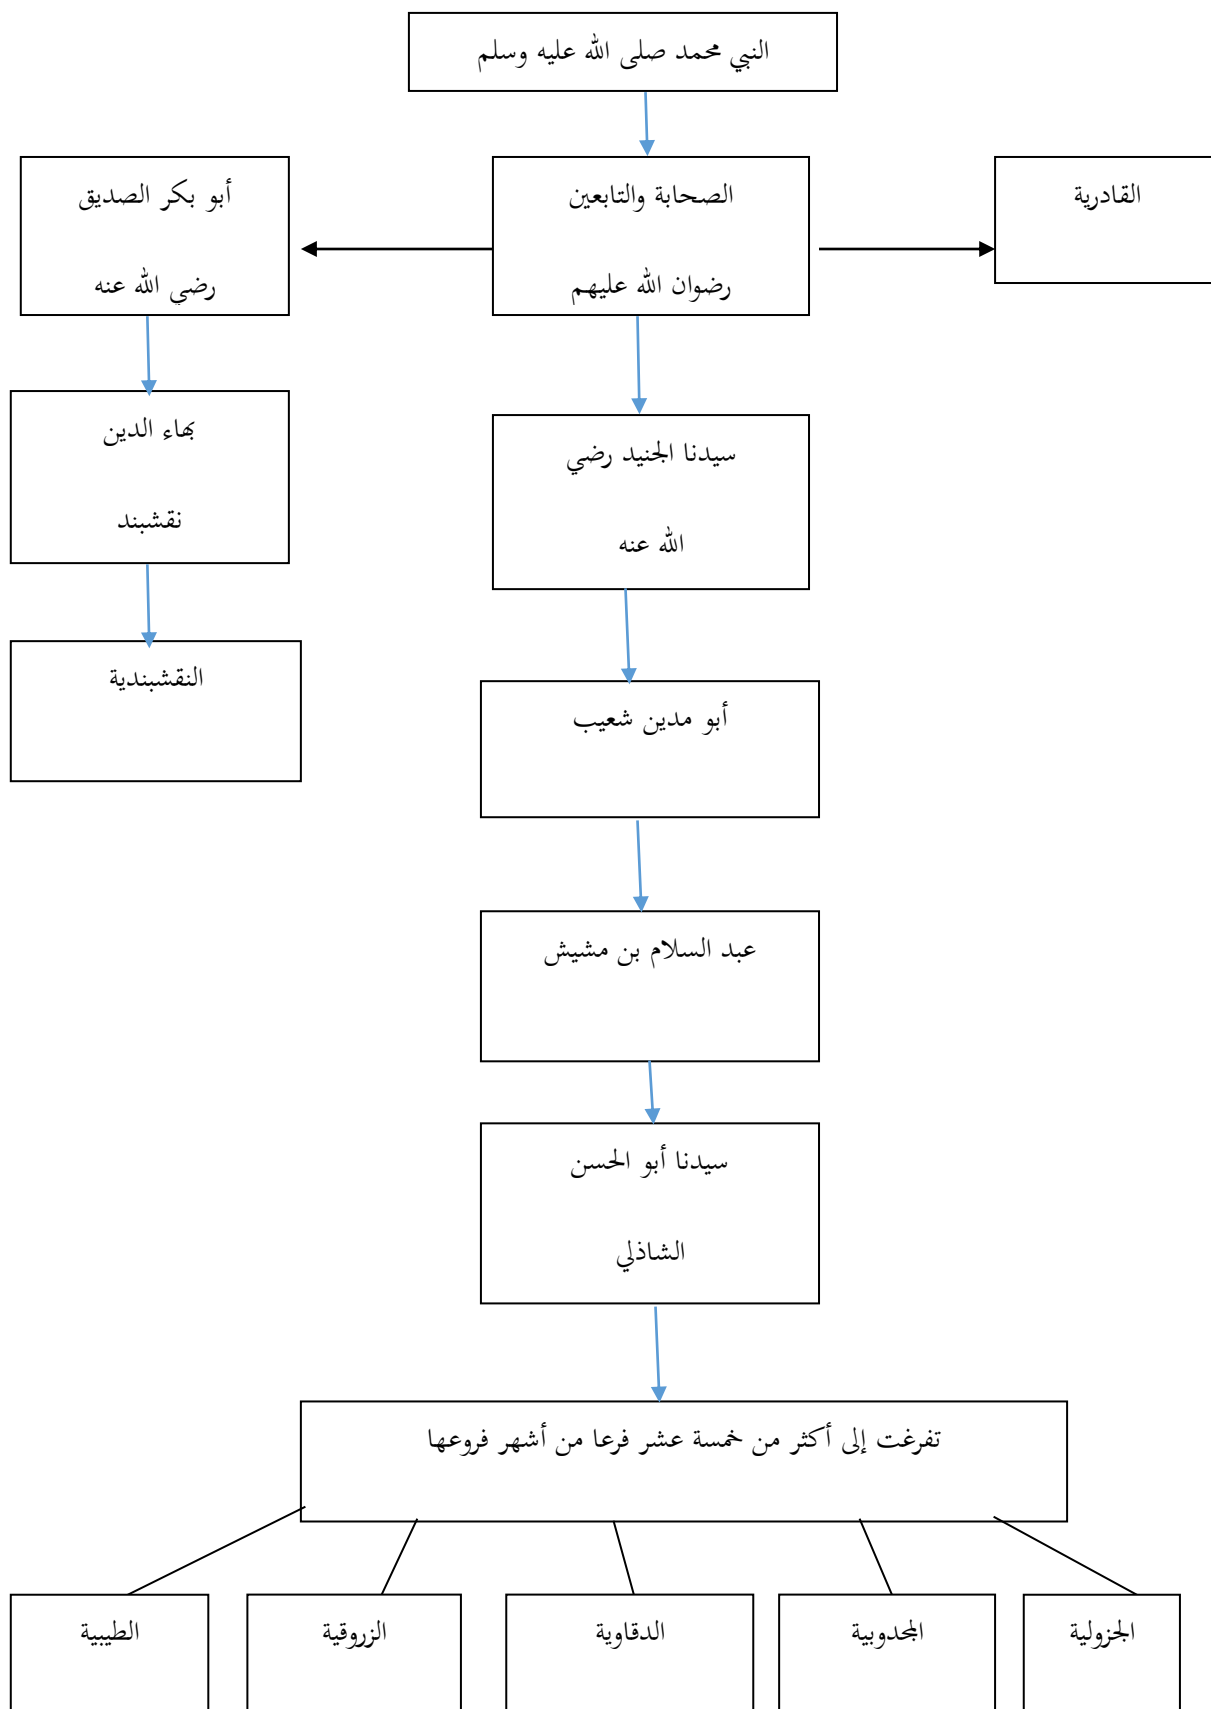 النبي محمد صلى الله عليه وسلم
القادرية
الصحابة والتابعين
رضوان الله عليهم
أبو بكر الصديق
رضي الله عنه
بهاء الدين
نقشبند
النقشبندية
سيدنا الجنيد رضي
الله عنه
أبو مدين شعيب
عبد السلام بن مشيش
سيدنا أبو الحسن
الشاذلي
تفرغت إلى أكثر من خمسة عشر فرعا من أشهر فروعها
الجزولية
المجدوبية
الدقاوية
الزروقية
الطيبية